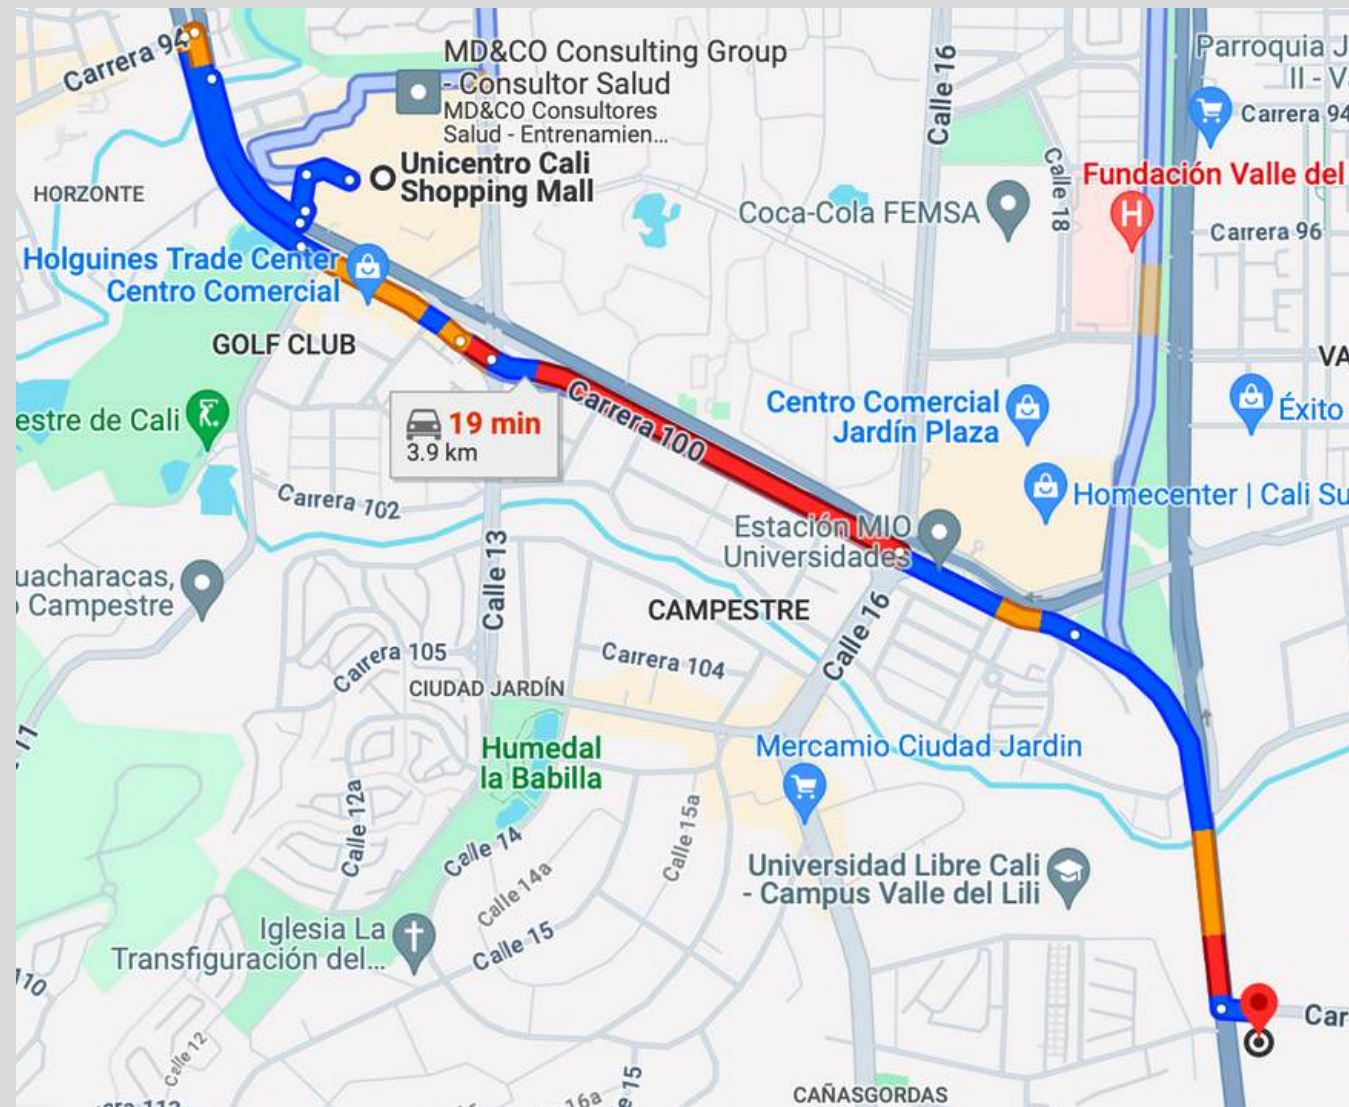 Carrera 94
MD&CO Consulting Group
- Consultor Salud
MD&CO Consultores
Salud - Entrenamien...
Calle 16
Parroquia J
II - V
Carrera 94
Unicentro Cali
Shopping Mall
HORZONTE
Calle 18
Fundación Valle del
H
Coca-Cola FEMSA
Carrera 96
Holguines Trade Center
Centro Comercial
GOLF CLUB
VA
estre de Cali
19 min
3.9 km
Carrera 100
Centro Comercial
Jardín Plaza
Éxito
Homecenter | Cali Su
Carrera 102
Estación MIO
Universidades
Calle 13
uacharacas,
Campestre
CAMPESTRE
Calle 16
Carrera 105
Carrera 104
CIUDAD JARDÍN
11
Humedal
la Babilla
Mercamio Ciudad Jardin
Calle 12a
Calle 14
Calle 15a
Calle 14a
Universidad Libre Cali
- Campus Valle del Lili
Iglesia La
Transfiguración del...
Calle 15
110
Car
Calle 12
16a
e 15
CAÑASGORDAS